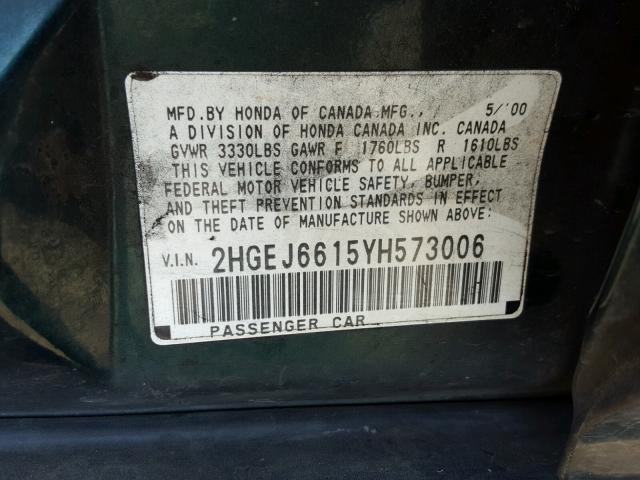 MFD.BY HONDA OF CANADA MFG., 5/'00
A DIVISION OF HONDA CANADA INC. CANADA
GVWR 3330LBS GAWR F 1760LBS R 1610LBS
THIS VEHICLE CONFORMS TO ALL APPLICABLE
FEDERAL MOTOR VEHICLE SAFETY, BUMPER,
AND THEFT PREVENTION STANDARDS IN EFFECT
ON THE DATE OF MANUFACTURE SHOWN ABOVE:
V.I.N. 2HGEJ6615YH573006
PASSENGER CAR